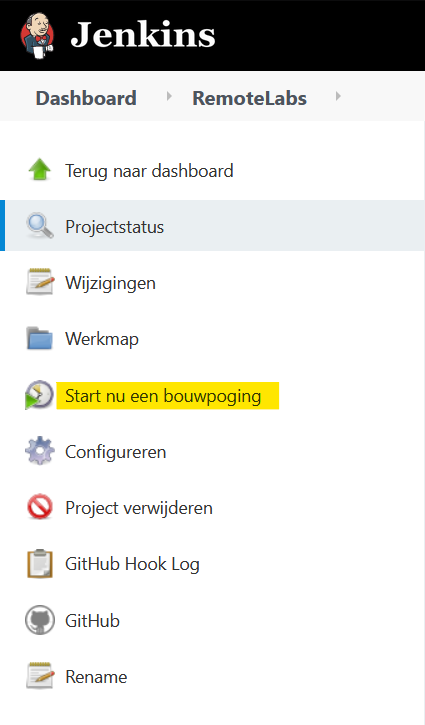 Jenkins
Dashboard RemoteLabs
Terug naar dashboard
Projectstatus
Wijzigingen
Werkmap
Start nu een bouwpoging
Configureren
Project verwijderen
GitHub Hook Log
GitHub
Rename